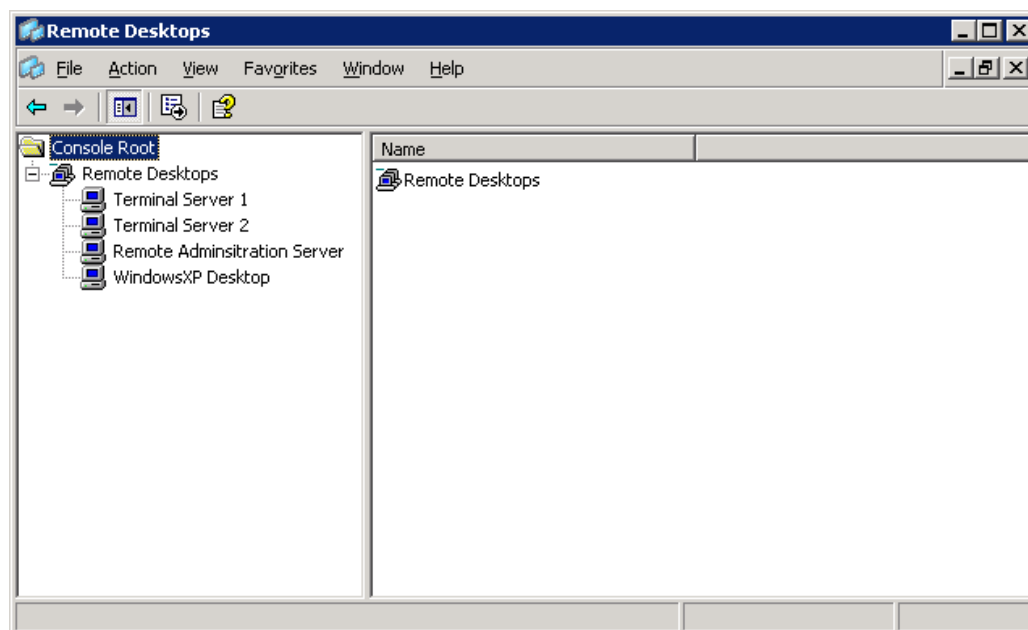 Remote Desktops
File Action View Favorites Window Help
Console Root
Remote Desktops
Terminal Server 1
Terminal Server 2
Remote Adminsitration Server
WindowsXP Desktop
Name
Remote Desktops